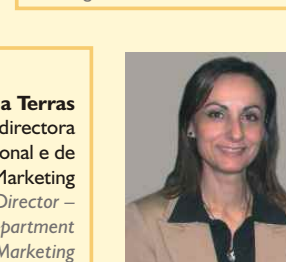 a Terras
directora
onal e de
Marketing
Director –
partment
Marketing